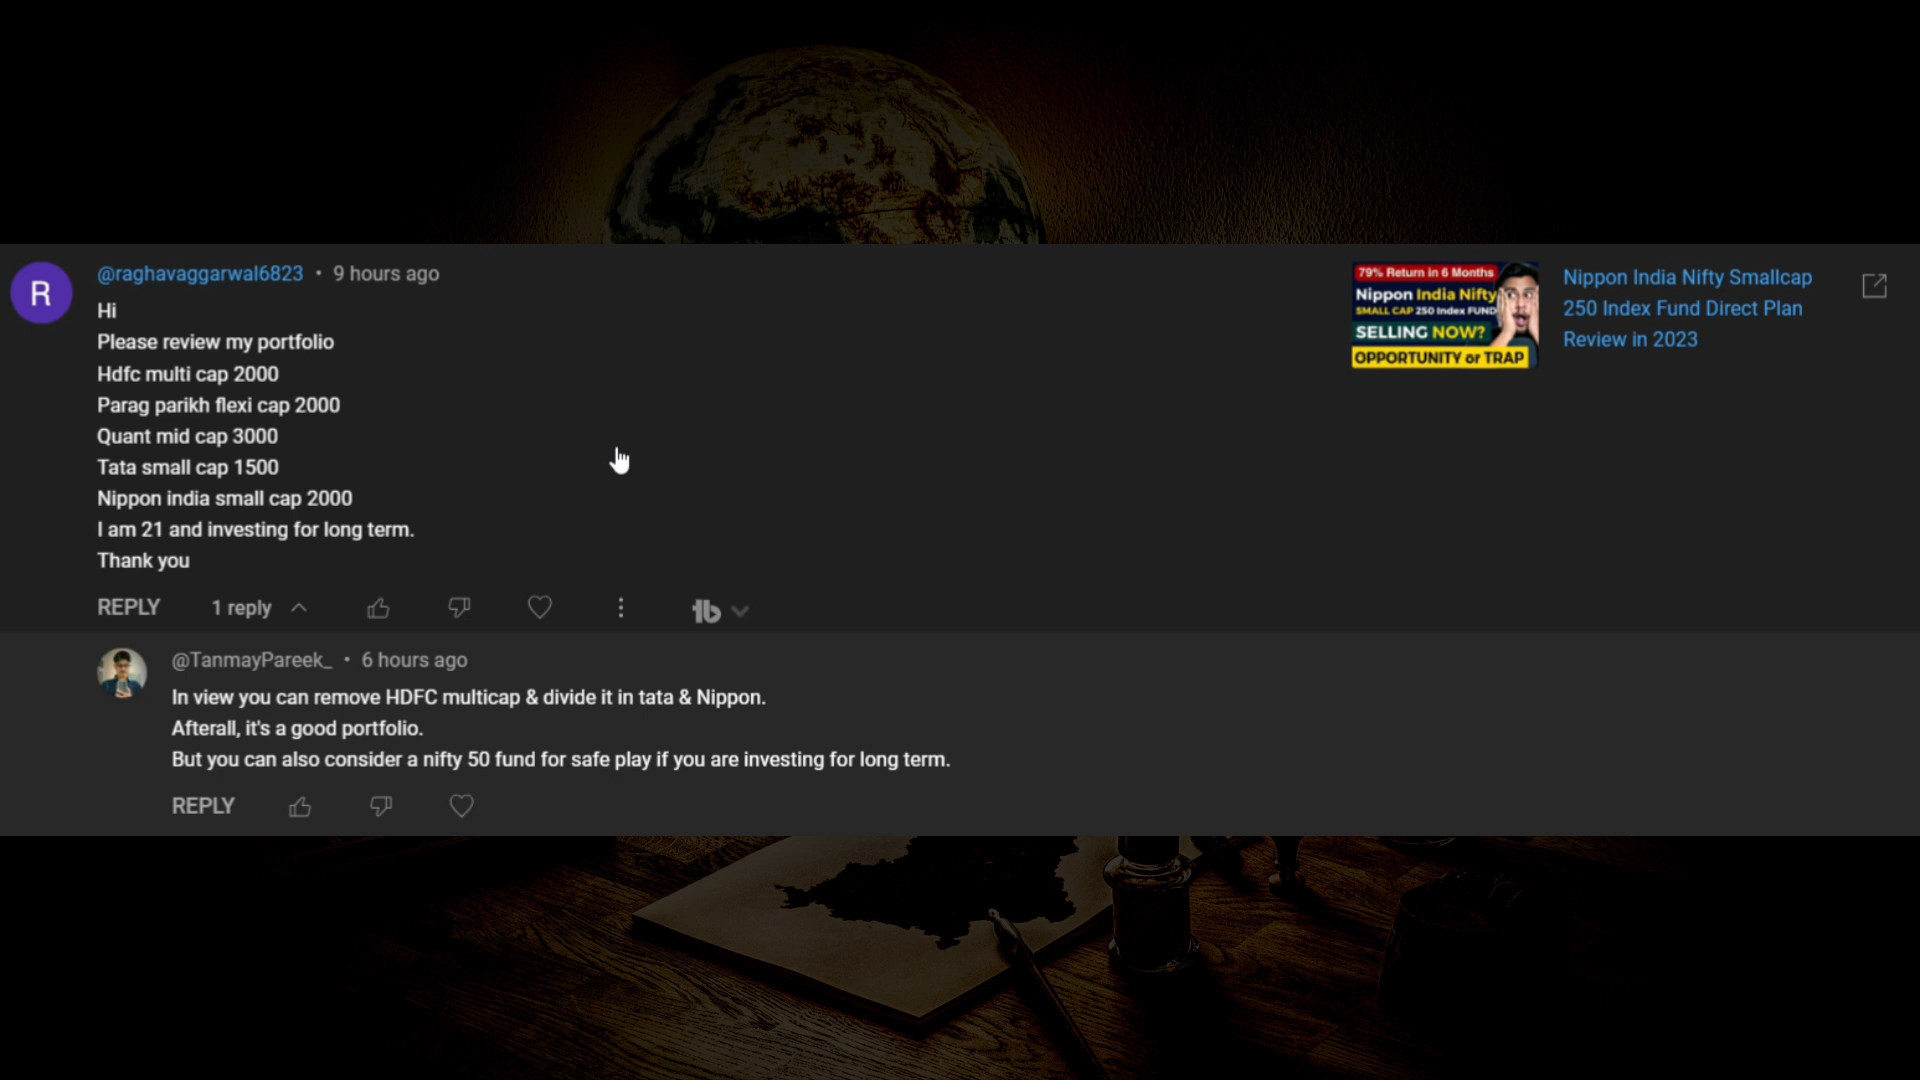 R
@raghavaggarwal6823 • 9 hours ago
Hi
Please review my portfolio
Hdfc multi cap 2000
Parag parikh flexi cap 2000
Quant mid cap 3000
Tata small cap 1500
Nippon india small cap 2000
I am 21 and investing for long term.
Thank you
REPLY 1 reply
79% Return in 6 Months
Nippon India Nifty
SMALL CAP 250 Index FUND
SELLING NOW?
OPPORTUNITY or TRAP
Nippon India Nifty Smallcap
250 Index Fund Direct Plan
Review in 2023
@TanmayPareek_ • 6 hours ago
In view you can remove HDFC multicap & divide it in tata & Nippon.
Afterall, it's a good portfolio.
But you can also consider a nifty 50 fund for safe play if you are investing for long term.
REPLY